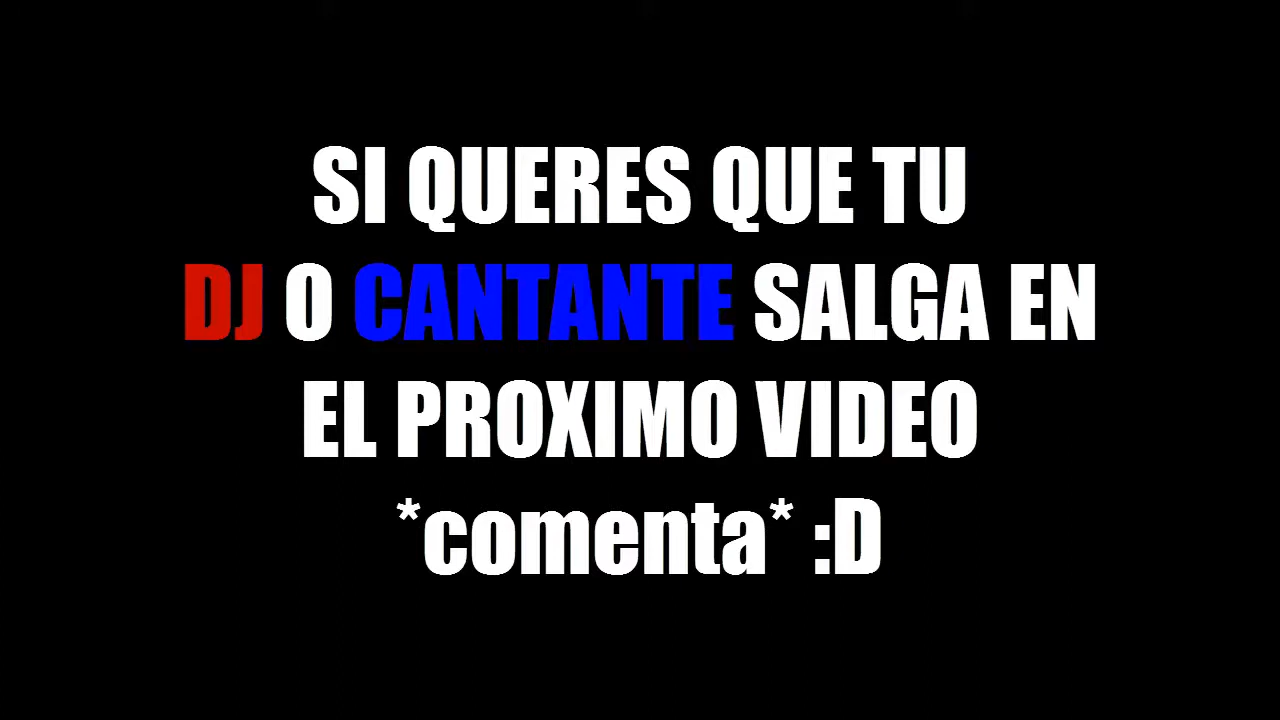 SI QUERES QUE TU
DJ O CANTANTE SALGA EN
EL PROXIMO VIDEO
*comenta* :D